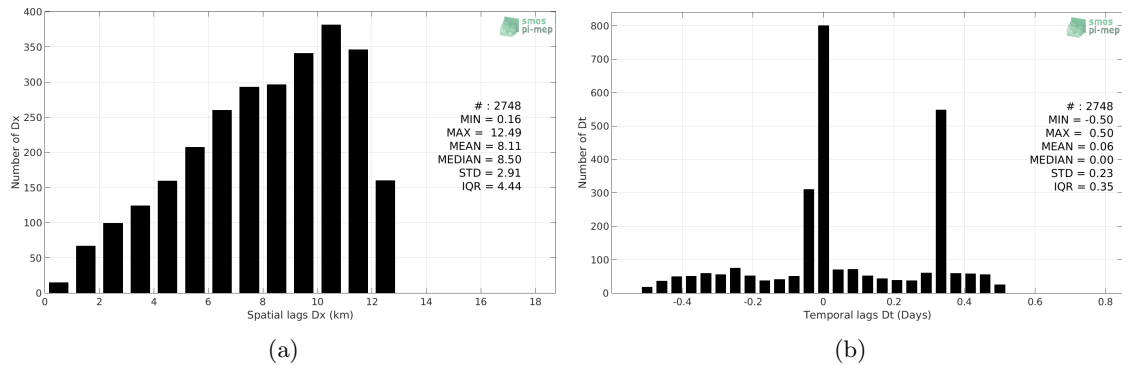 400
350
300
250
200
150
100
50
0
Number of Dx
smos
pi-mep
# : 2748
MIN = 0.16
MAX = 12.49
MEAN = 8.11
MEDIAN = 8.50
STD = 2.91
IQR = 4.44
0 2 4 6 8 10 12 14 16 18
Spatial lags Dx (km)
(a)
800
700
600
500
400
300
200
100
0
Number of Dt
smos
pi-mep
# : 2748
MIN = -0.50
MAX = 0.50
MEAN = 0.06
MEDIAN = 0.00
STD = 0.23
IQR = 0.35
-0.4 -0.2 0 0.2 0.4 0.6 0.8
Temporal lags Dt (Days)
(b)